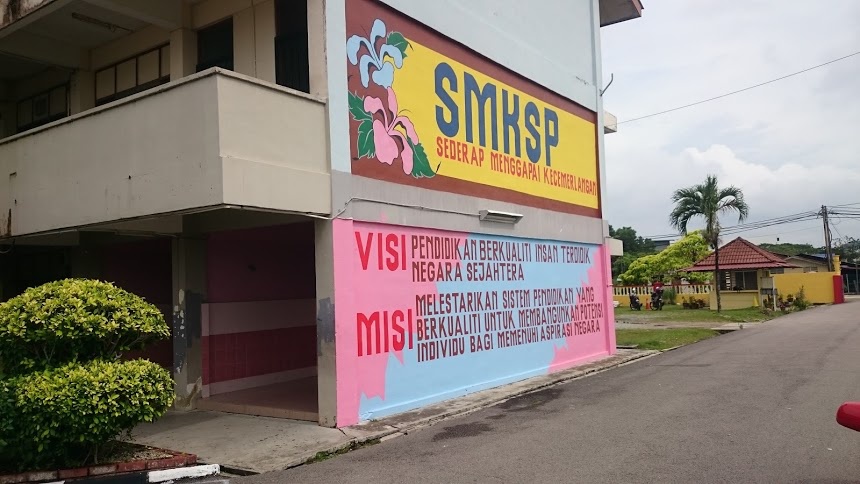 SMKSP
SEDERAP MENGGAPAI KECEMERLANGAN
VISI PENDIDIKAN BERKUALITI INSAN TERDIDIK
NEGARA SEJAHTERA
MISI MELESTARIKAN SISTEM PENDIDIKAN YANG
BERKUALITI UNTUK MEMBANGUNKAN POTENSI
INDIVIDU BAGI MEMENUHI ASPIRASI NEGARA